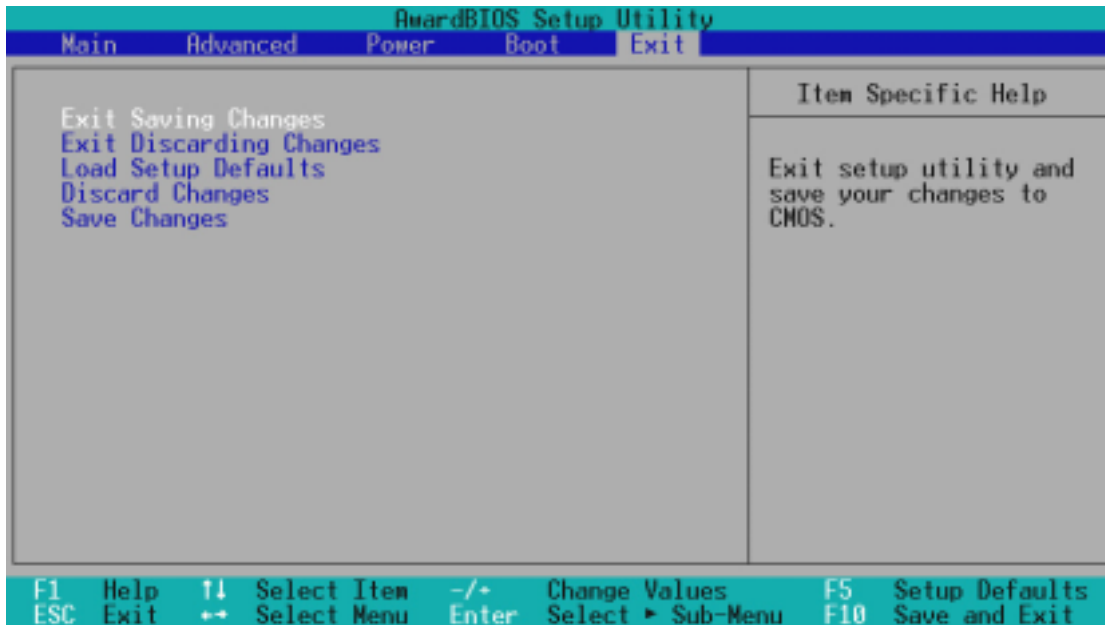 AwardBIOS Setup Utility
Main Advanced Power Boot Exit
Exit Saving Changes
Exit Discarding Changes
Load Setup Defaults
Discard Changes
Save Changes
Item Specific Help
Exit setup utility and
save your changes to
CMOS.
F1 Help ↑↓ Select Item -/+ Change Values F5 Setup Defaults
ESC Exit ←→ Select Menu Enter Select ► Sub-Menu F10 Save and Exit